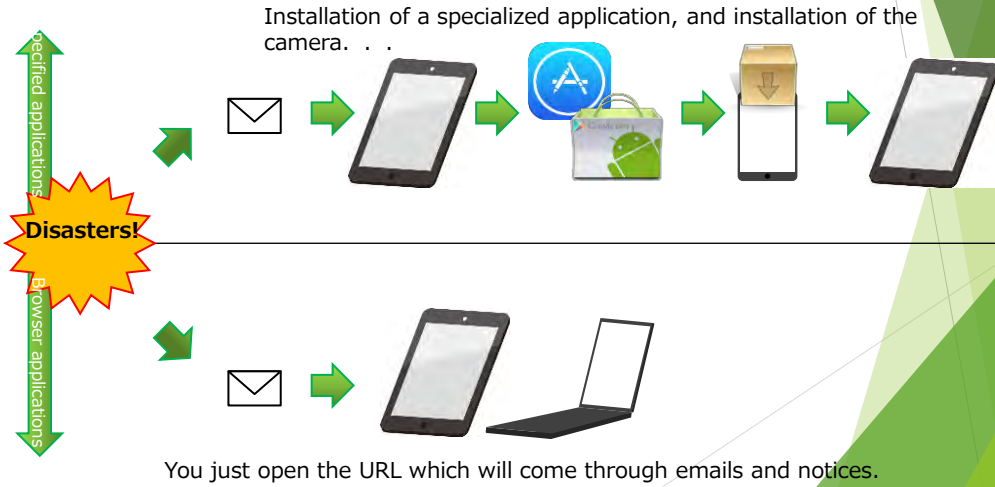 Installation of a specialized application, and installation of the
camera. . .
pecified applications
Disasters!
Browser applications
You just open the URL which will come through emails and notices.